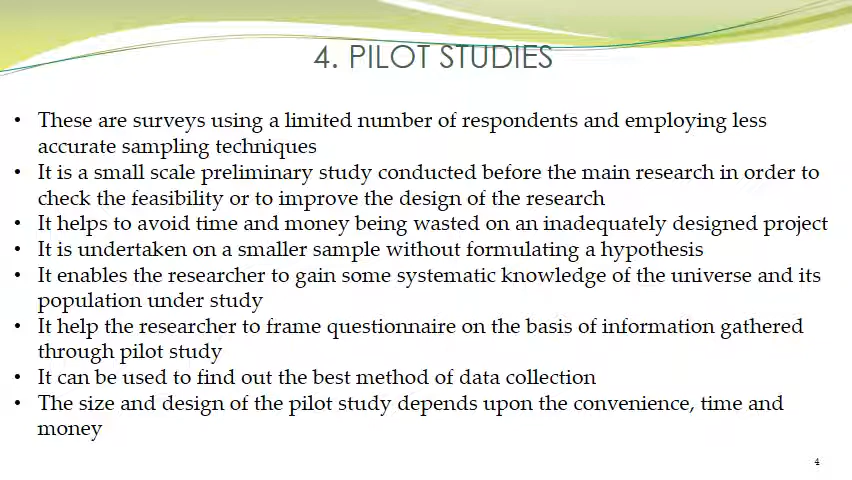 4. PILOT STUDIES
• These are surveys using a limited number of respondents and employing less
accurate sampling techniques
• It is a small scale preliminary study conducted before the main research in order to
check the feasibility or to improve the design of the research
• It helps to avoid time and money being wasted on an inadequately designed project
• It is undertaken on a smaller sample without formulating a hypothesis
• It enables the researcher to gain some systematic knowledge of the universe and its
population under study
• It help the researcher to frame questionnaire on the basis of information gathered
through pilot study
• It can be used to find out the best method of data collection
• The size and design of the pilot study depends upon the convenience, time and
money
4